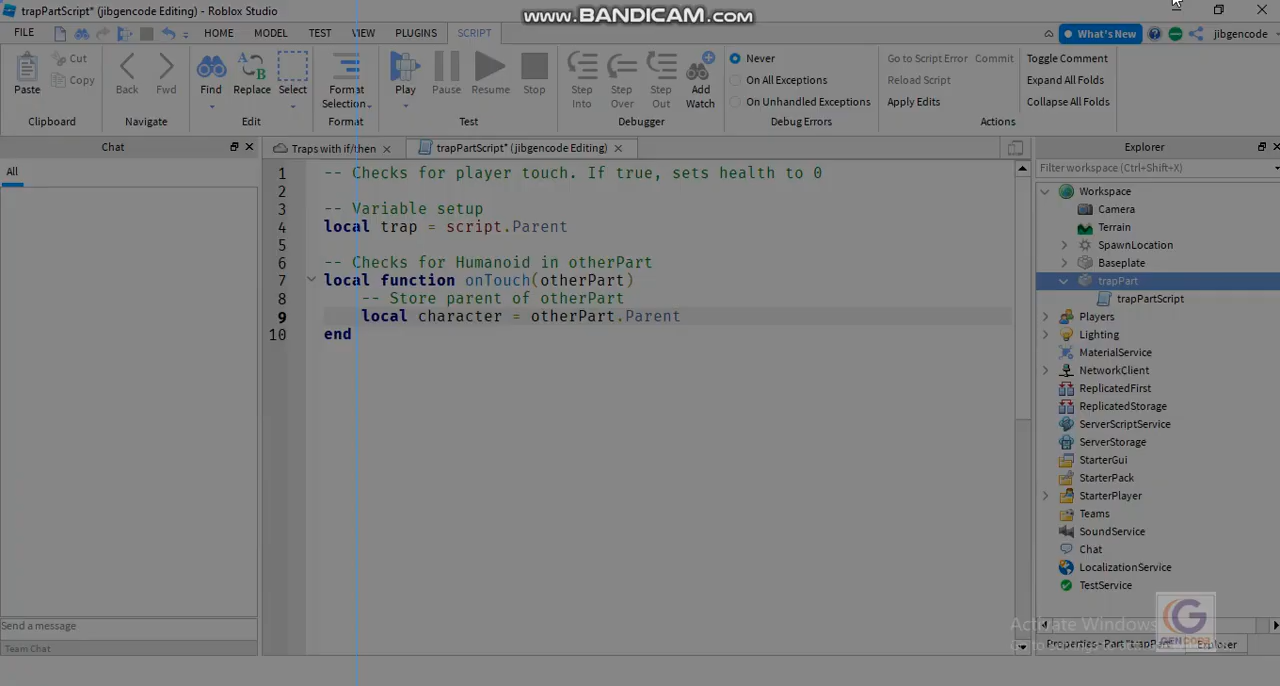 trapPartScript* (jibgencode Editing) - Roblox Studio
www.BANDICAM.com
FILE HOME MODEL TEST VIEW PLUGINS SCRIPT What's New jibgencode
Paste Cut Copy Back Fwd Find Replace Select Format Selection Play Pause Resume Stop Step Into Step Over Step Out Add Watch Never On All Exceptions On Unhandled Exceptions Go to Script Error Commit Reload Script Apply Edits Toggle Comment Expand All Folds Collapse All Folds
Clipboard Navigate Edit Format Test Debugger Debug Errors Actions
Chat
All
Send a message
Team Chat
Traps with if/then trapPartScript* (jibgencode Editing)
1 -- Checks for player touch. If true, sets health to 0
2
3 -- Variable setup
4 local trap = script.Parent
5
6 -- Checks for Humanoid in otherPart
7 local function onTouch(otherPart)
8 -- Store parent of otherPart
9 local character = otherPart.Parent
10 end
Explorer
Filter workspace (Ctrl+Shift+X)
Workspace
Camera
Terrain
SpawnLocation
Baseplate
trapPart
trapPartScript
Players
Lighting
MaterialService
NetworkClient
ReplicatedFirst
ReplicatedStorage
ServerScriptService
ServerStorage
StarterGui
StarterPack
StarterPlayer
Teams
SoundService
Chat
LocalizationService
TestService
Activate Windows
Properties - Part "trapPart Explorer